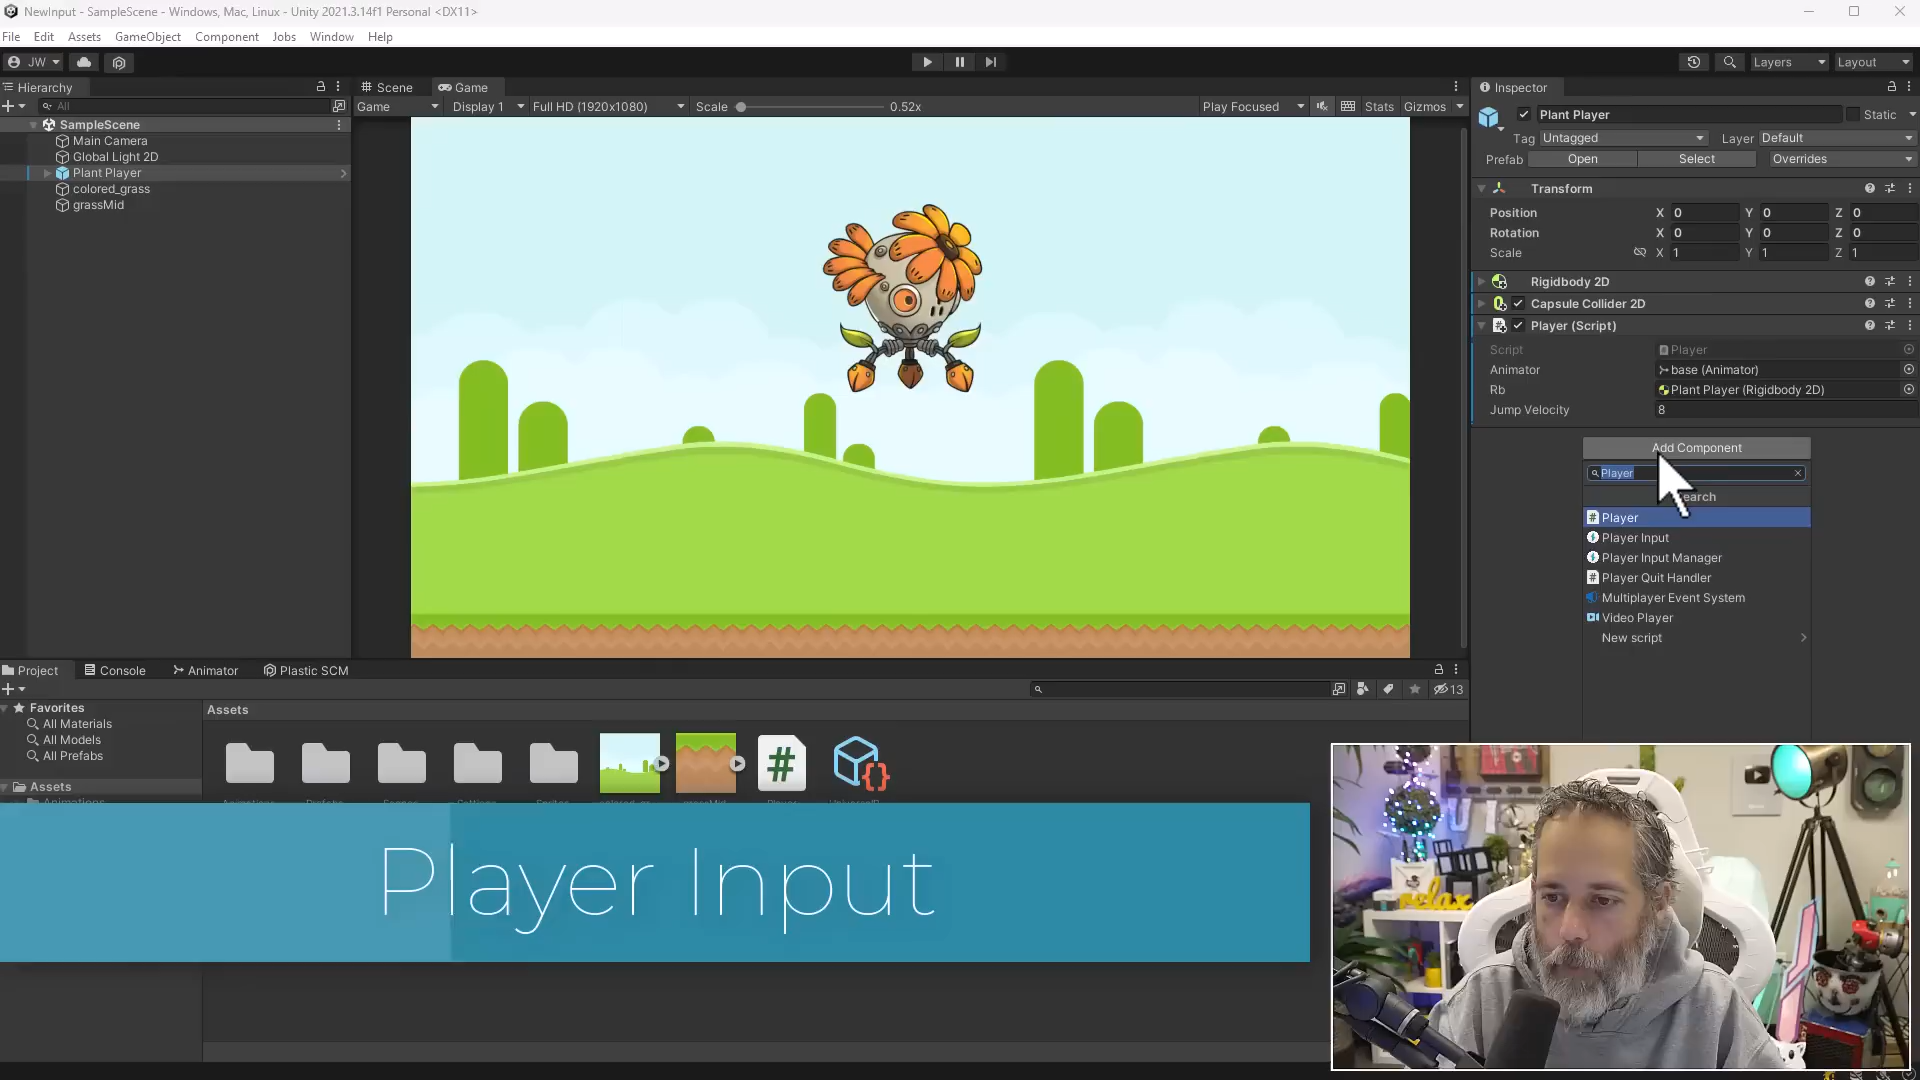 NewInput - SampleScene - Windows, Mac, Linux - Unity 2021.3.14f1 Personal <DX11>
File Edit Assets GameObject Component Jobs Window Help
JW
Layers Layout
Hierarchy
All
SampleScene
Main Camera
Global Light 2D
Plant Player
colored_grass
grassMid
Scene Game
Game Display 1 Full HD (1920x1080) Scale 0.52x Play Focused Stats Gizmos
Inspector
Plant Player Static
Tag Untagged Layer Default
Prefab Open Select Overrides
Transform
Position X 0 Y 0 Z 0
Rotation X 0 Y 0 Z 0
Scale X 1 Y 1 Z 1
Rigidbody 2D
Capsule Collider 2D
Player (Script)
Script Player
Animator base (Animator)
Rb Plant Player (Rigidbody 2D)
Jump Velocity 8
Add Component
Player
Player
Player Input
Player Input Manager
Player Quit Handler
Multiplayer Event System
Video Player
New script
Project Console Animator Plastic SCM
13
Favorites
All Materials
All Models
All Prefabs
Assets
Assets
Player Input
relax